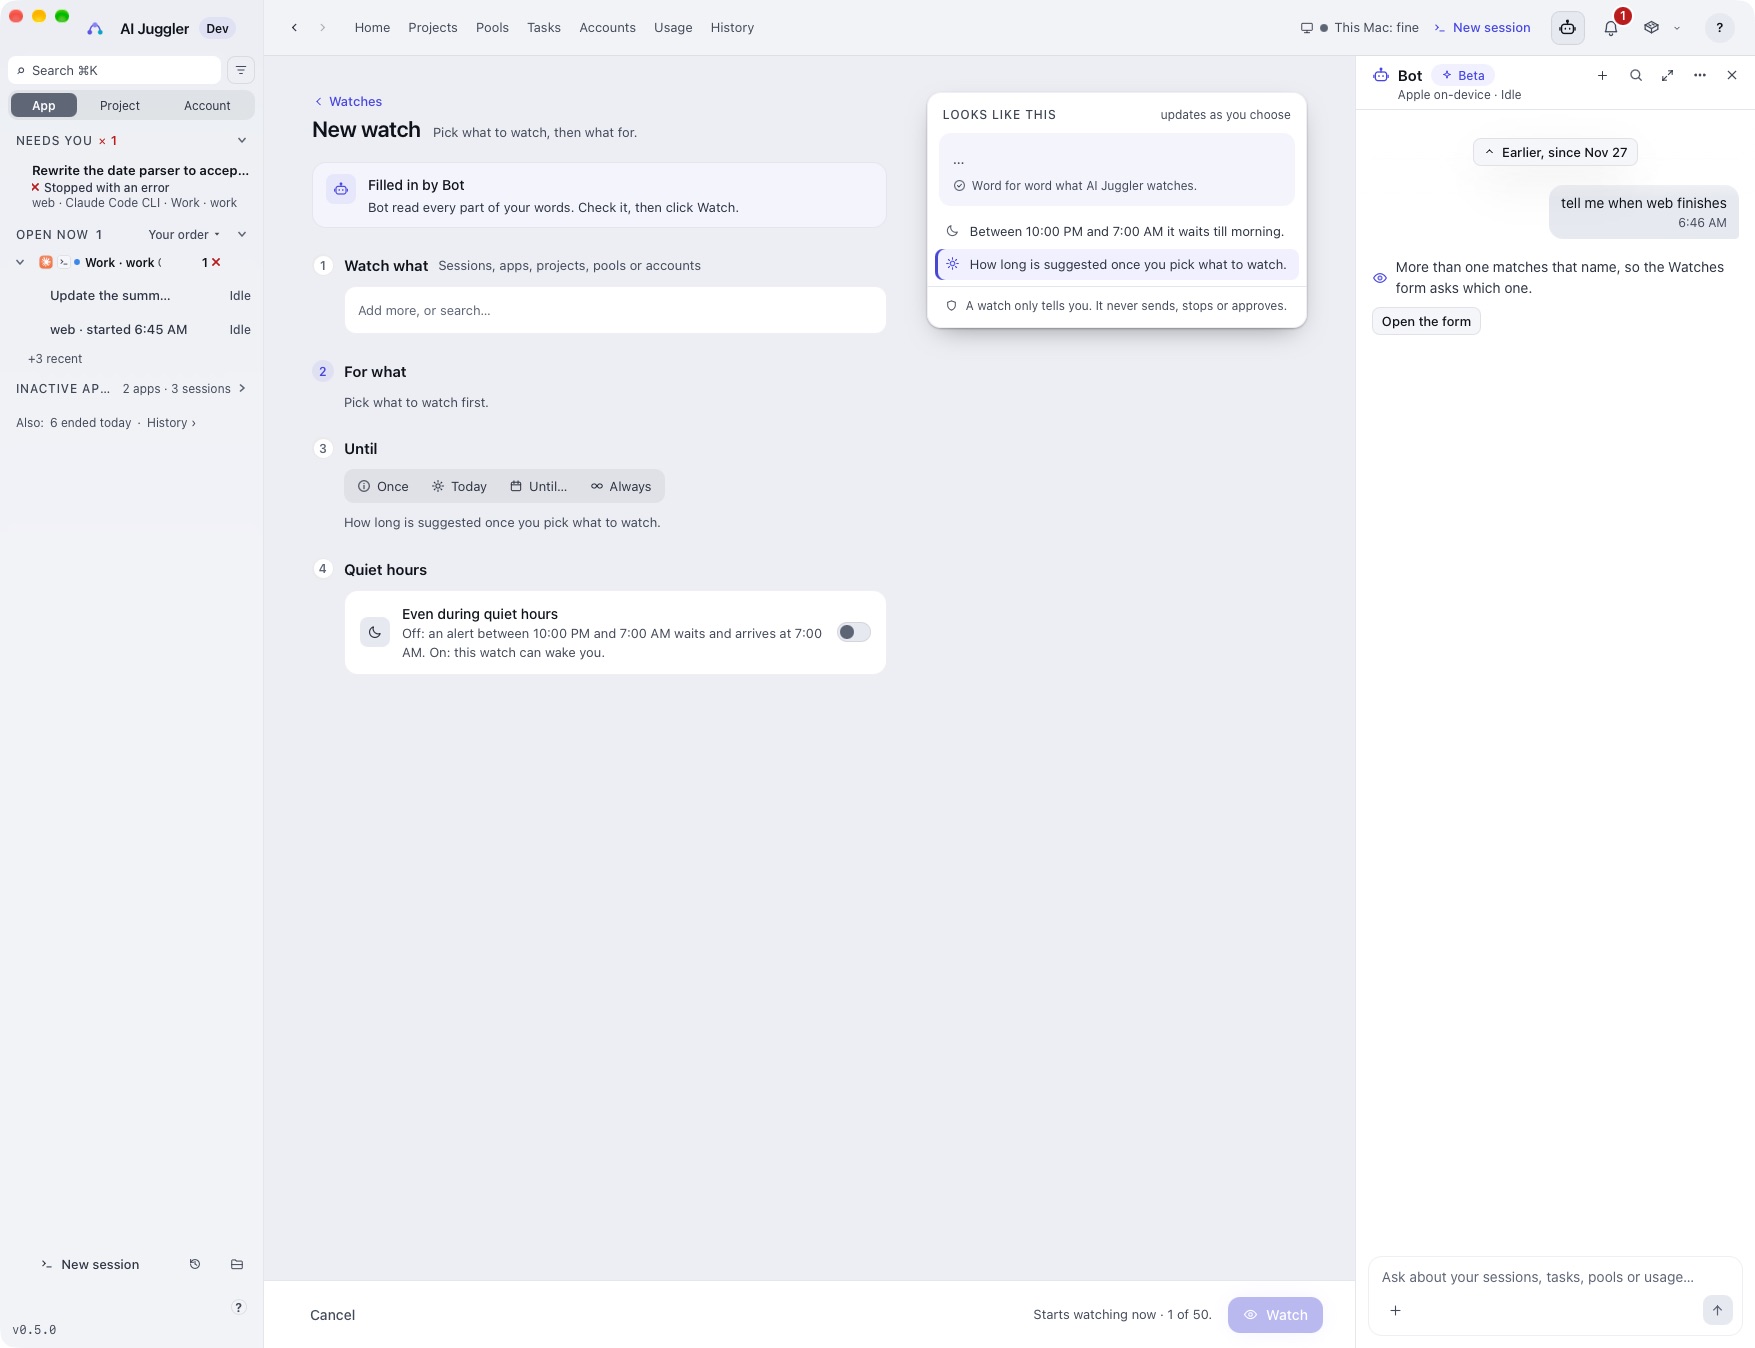 AI Juggler Dev
Search ⌘K
App Project Account
NEEDS YOU × 1
Rewrite the date parser to accep...
Stopped with an error
web · Claude Code CLI · Work · work
OPEN NOW 1 Your order
Work · work 1
Update the summ... Idle
web · started 6:45 AM Idle
+3 recent
INACTIVE AP... 2 apps · 3 sessions
Also: 6 ended today · History ›
New session
?
v0.5.0
Home Projects Pools Tasks Accounts Usage History
This Mac: fine New session 1 ?
Watches
New watch Pick what to watch, then what for.
Filled in by Bot
Bot read every part of your words. Check it, then click Watch.
1 Watch what Sessions, apps, projects, pools or accounts
Add more, or search...
2 For what
Pick what to watch first.
3 Until
Once Today Until... Always
How long is suggested once you pick what to watch.
4 Quiet hours
Even during quiet hours
Off: an alert between 10:00 PM and 7:00 AM waits and arrives at 7:00
AM. On: this watch can wake you.
LOOKS LIKE THIS updates as you choose
...
Word for word what AI Juggler watches.
Between 10:00 PM and 7:00 AM it waits till morning.
How long is suggested once you pick what to watch.
A watch only tells you. It never sends, stops or approves.
Cancel Starts watching now · 1 of 50. Watch
Bot Beta
Apple on-device · Idle
Earlier, since Nov 27
tell me when web finishes
6:46 AM
More than one matches that name, so the Watches
form asks which one.
Open the form
Ask about your sessions, tasks, pools or usage...